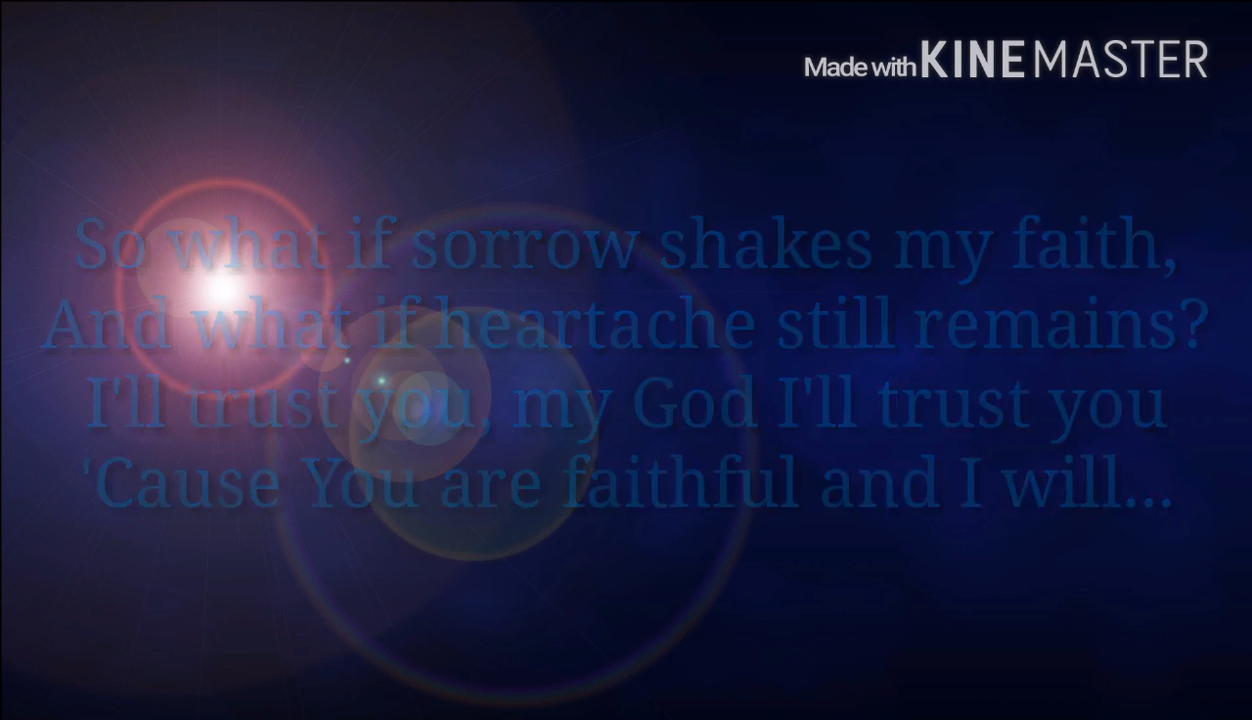 Made with KINEMASTER
So what if sorrow shakes my faith,
And what if heartache still remains?
I'll trust you, my God I'll trust you
'Cause You are faithful and I will...